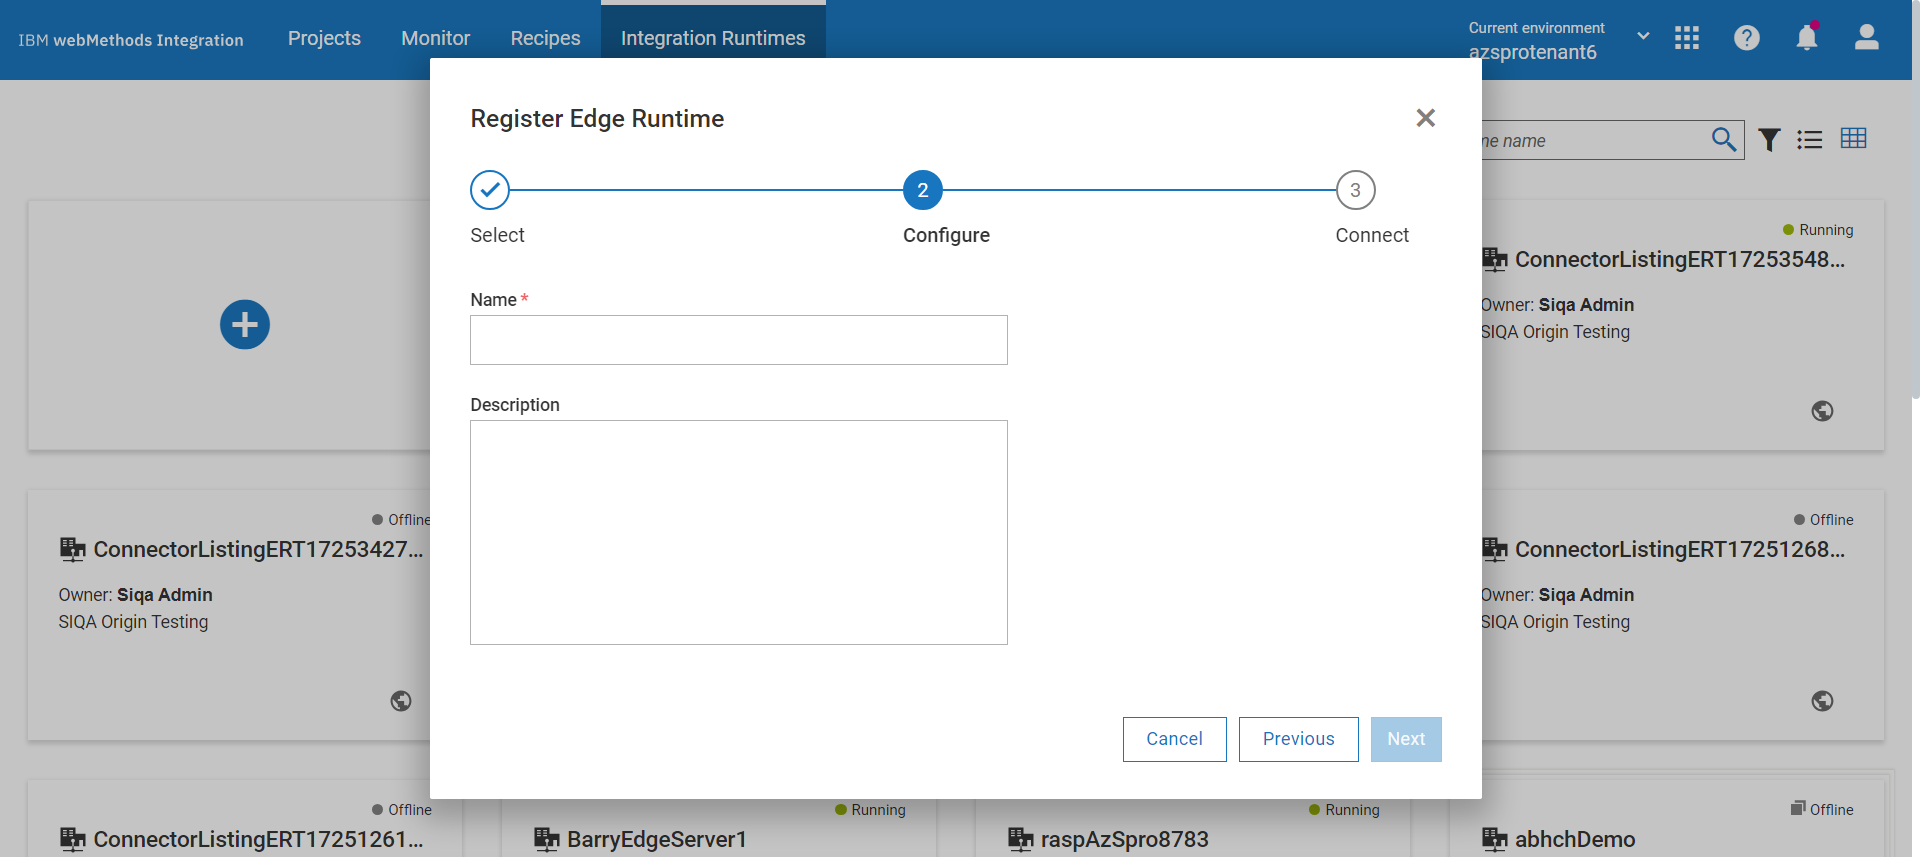 IBM webMethods Integration
Projects
Monitor
Recipes
Integration Runtimes
Current environment
azsprotenant6
Register Edge Runtime
name
2
3
Select
Configure
Connect
Running
ConnectorListingERT17253548...
Owner: Siqa Admin
SIQA Origin Testing
Name *
Description
Offline
ConnectorListingERT17253427...
Owner: Siqa Admin
SIQA Origin Testing
Offline
ConnectorListingERT17251268...
Owner: Siqa Admin
SIQA Origin Testing
Cancel
Previous
Next
Offline
ConnectorListingERT17251261...
Running
BarryEdgeServer1
Running
raspAzSpro8783
Offline
abhchDemo